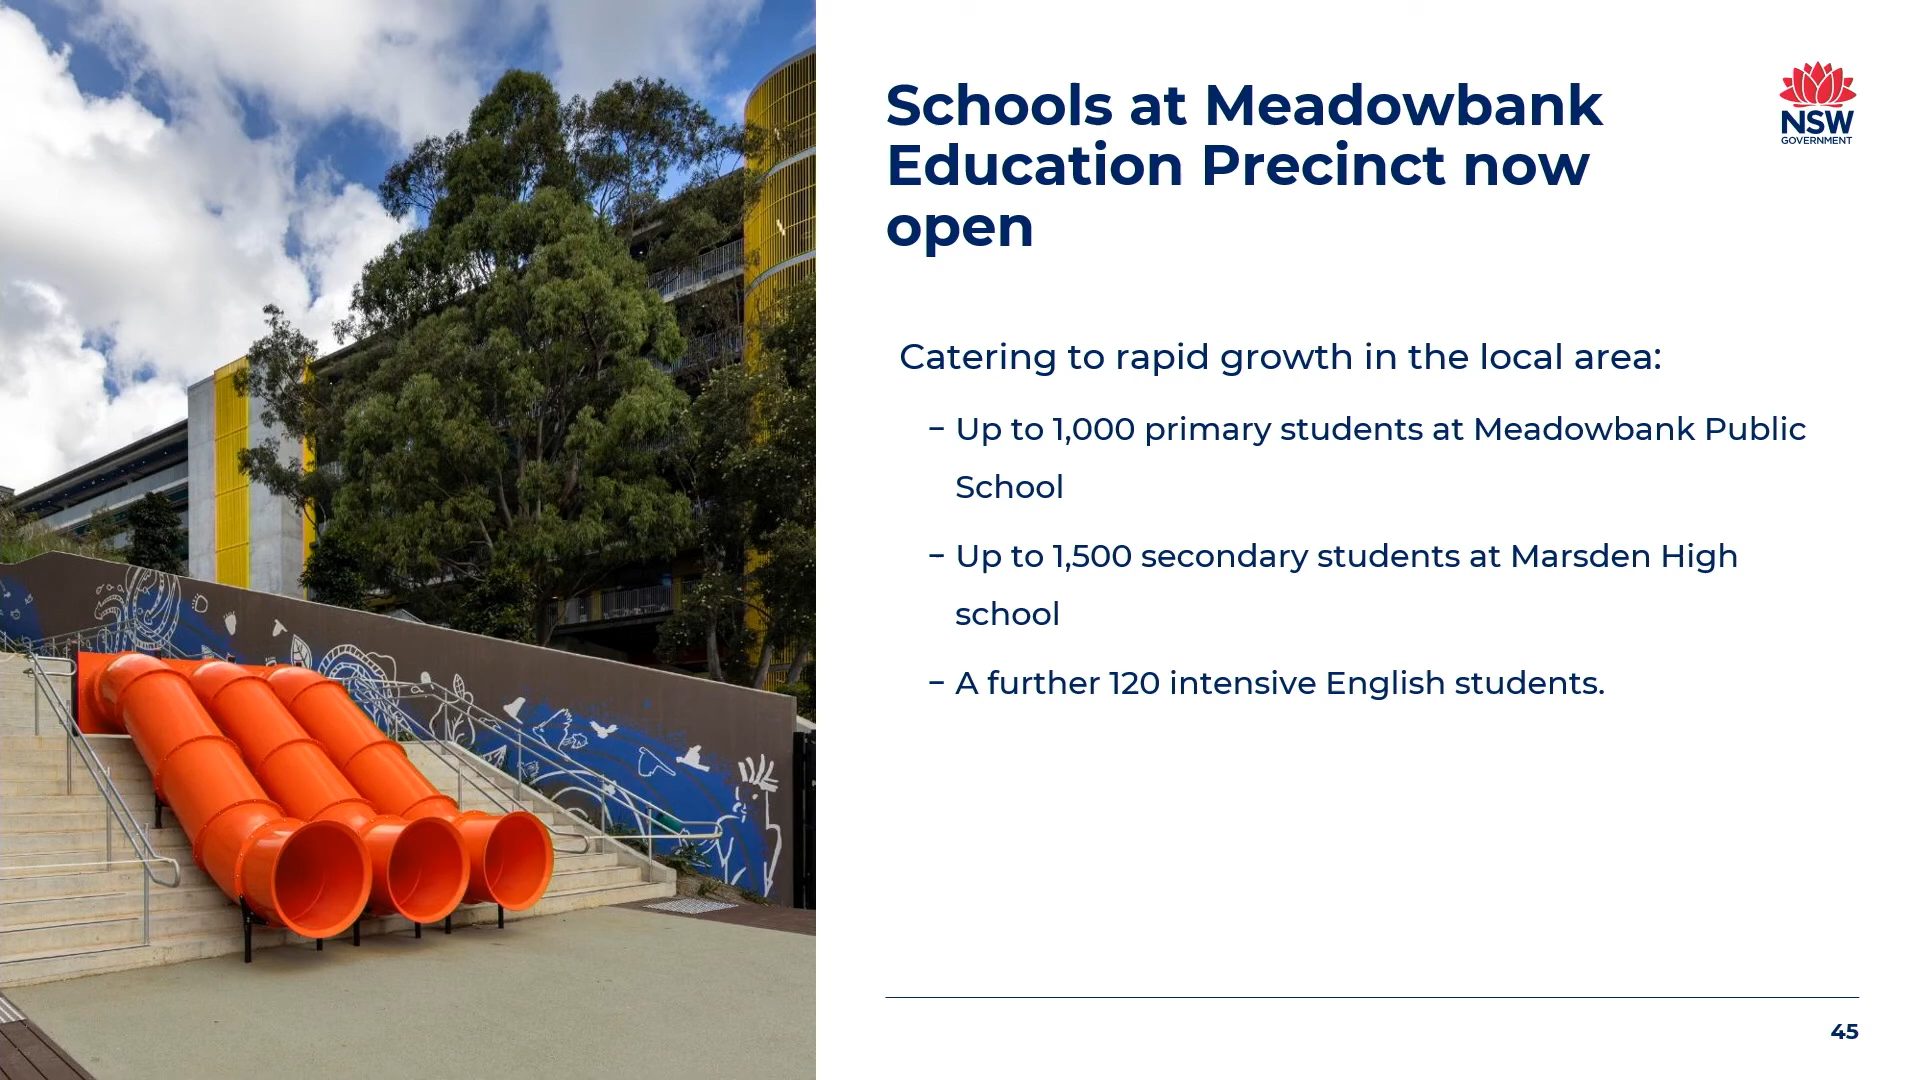 Schools at Meadowbank
Education Precinct now
open
NSW
GOVERNMENT
Catering to rapid growth in the local area:
− Up to 1,000 primary students at Meadowbank Public
School
− Up to 1,500 secondary students at Marsden High
school
− A further 120 intensive English students.
45